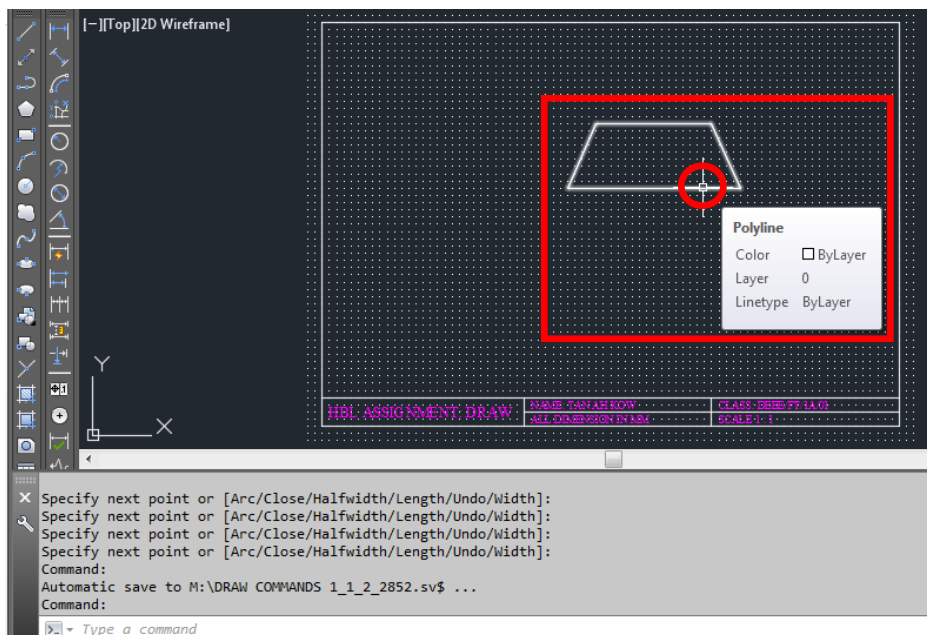 [−][Top][2D Wireframe]
Polyline
Color ByLayer
Layer 0
Linetype ByLayer
Y
X
HBL ASSIGNMENT: DRAW
NAME: TAN AH KOW
CLASS: DEEE/FT/1A/01
ALL DIMENSION IN MM
SCALE 1 : 1
Specify next point or [Arc/Close/Halfwidth/Length/Undo/Width]:
Specify next point or [Arc/Close/Halfwidth/Length/Undo/Width]:
Specify next point or [Arc/Close/Halfwidth/Length/Undo/Width]:
Specify next point or [Arc/Close/Halfwidth/Length/Undo/Width]:
Command:
Automatic save to M:\DRAW COMMANDS 1_1_2_2852.sv$ ...
Command:
Type a command